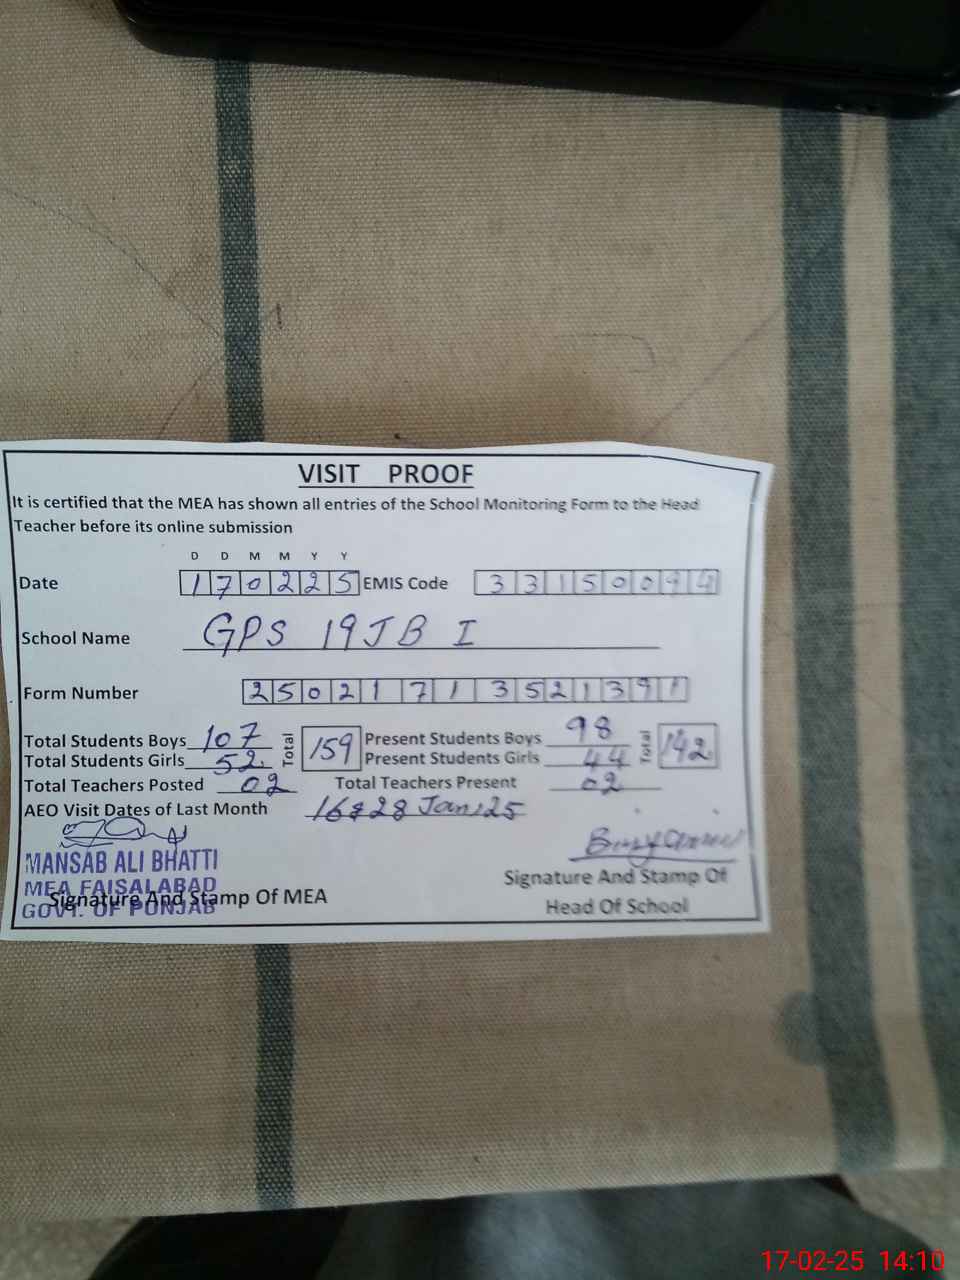 VISIT PROOF
It is certified that the MEA has shown all entries of the School Monitoring Form to the Head
Teacher before its online submission
D D M M Y Y
Date 170225 EMIS Code 33150094
School Name GPS 19JB I
Form Number 25021713521391
Total Students Boys 107 Total 159 Present Students Boys 98 Total 142
Total Students Girls 52 Present Students Girls 44
Total Teachers Posted 02 Total Teachers Present 02
AEO Visit Dates of Last Month 16&28 Jan,25
MANSAB ALI BHATTI
MEA FAISALABAD
GOVT. OF PUNJAB
Signature And Stamp Of MEA
Signature And Stamp Of
Head Of School
17-02-25 14:10